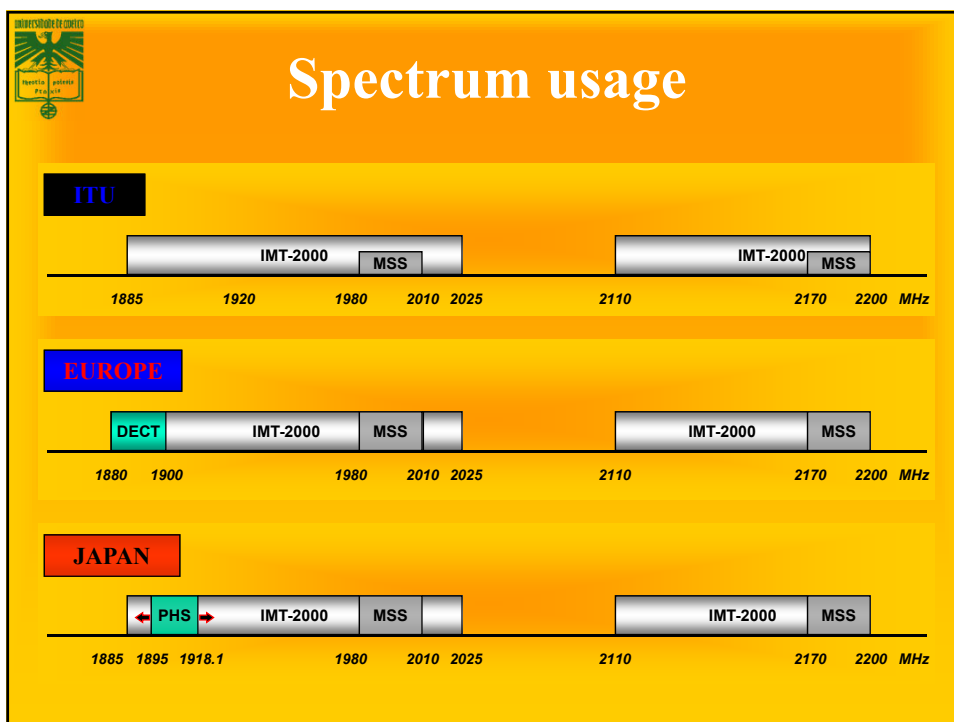 Spectrum usage
ITU
IMT-2000 MSS IMT-2000 MSS
1885 1920 1980 2010 2025 2110 2170 2200 MHz
EUROPE
DECT IMT-2000 MSS IMT-2000 MSS
1880 1900 1980 2010 2025 2110 2170 2200 MHz
JAPAN
PHS IMT-2000 MSS IMT-2000 MSS
1885 1895 1918.1 1980 2010 2025 2110 2170 2200 MHz